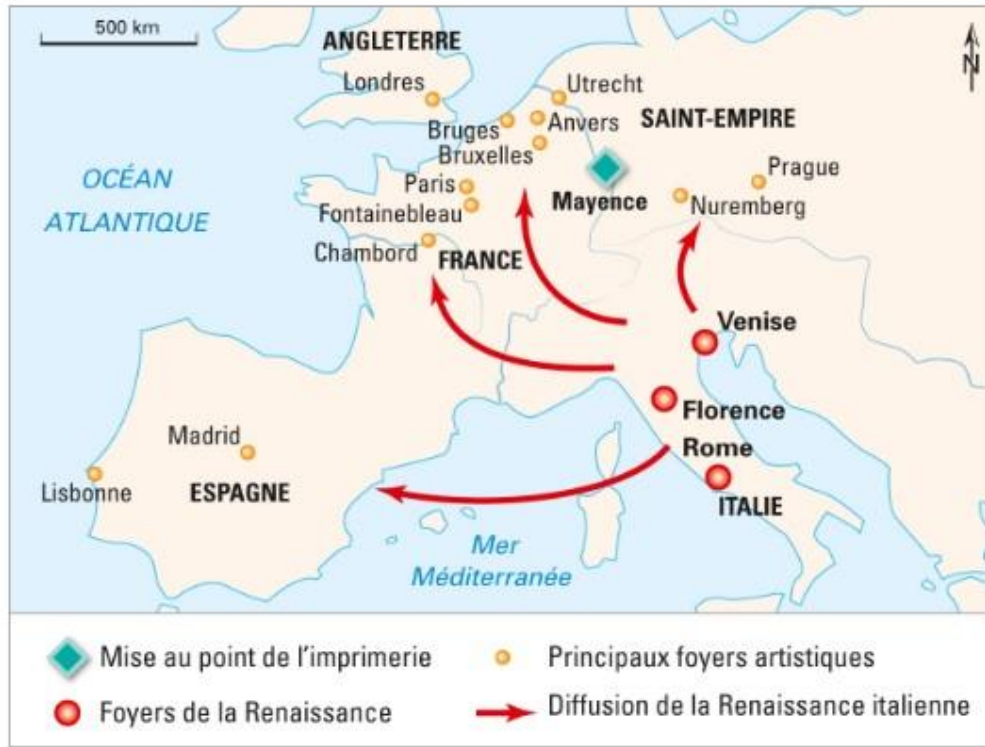 500 km
ANGLETERRE
N
Londres
Utrecht
Bruges
Anvers
SAINT-EMPIRE
Bruxelles
OCÉAN
ATLANTIQUE
Paris
Prague
Mayence
Nuremberg
Fontainebleau
Chambord
FRANCE
Venise
Florence
Madrid
Rome
Lisbonne
ESPAGNE
ITALIE
Mer
Méditerranée
Mise au point de l'imprimerie
Principaux foyers artistiques
Foyers de la Renaissance
Diffusion de la Renaissance italienne